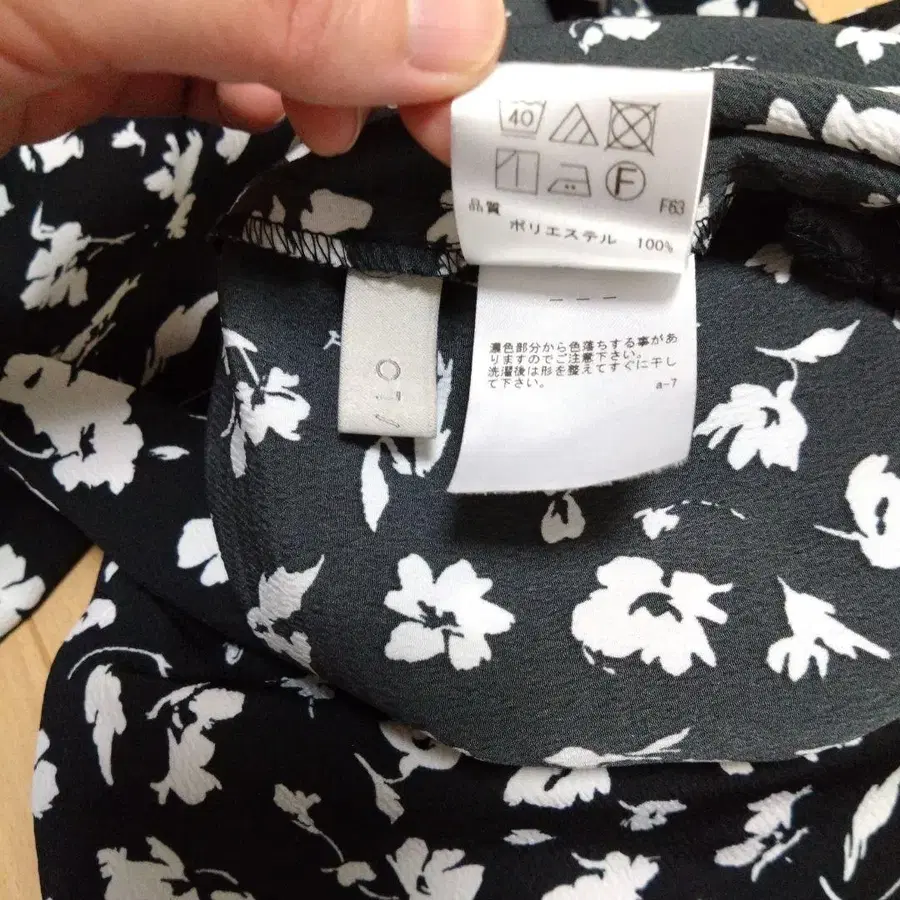 40
F
品質 F63
ポリエステル 100%
110
濃色部分から色落ちする事があ
りますのでご注意下さい。
洗濯後は形を整えてすぐに干し
て下さい。
a-7